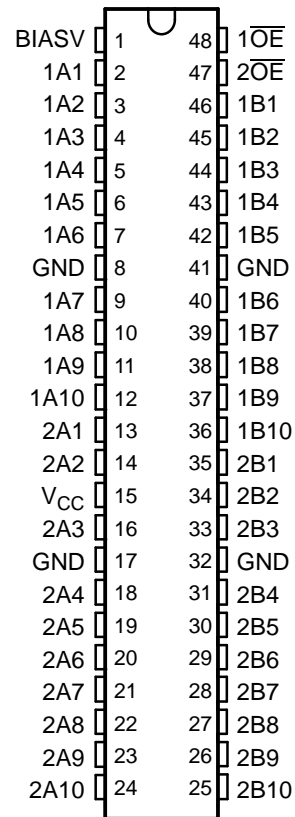 BIASV 1 48 1O̅E̅
1A1 2 47 2O̅E̅
1A2 3 46 1B1
1A3 4 45 1B2
1A4 5 44 1B3
1A5 6 43 1B4
1A6 7 42 1B5
GND 8 41 GND
1A7 9 40 1B6
1A8 10 39 1B7
1A9 11 38 1B8
1A10 12 37 1B9
2A1 13 36 1B10
2A2 14 35 2B1
VCC 15 34 2B2
2A3 16 33 2B3
GND 17 32 GND
2A4 18 31 2B4
2A5 19 30 2B5
2A6 20 29 2B6
2A7 21 28 2B7
2A8 22 27 2B8
2A9 23 26 2B9
2A10 24 25 2B10